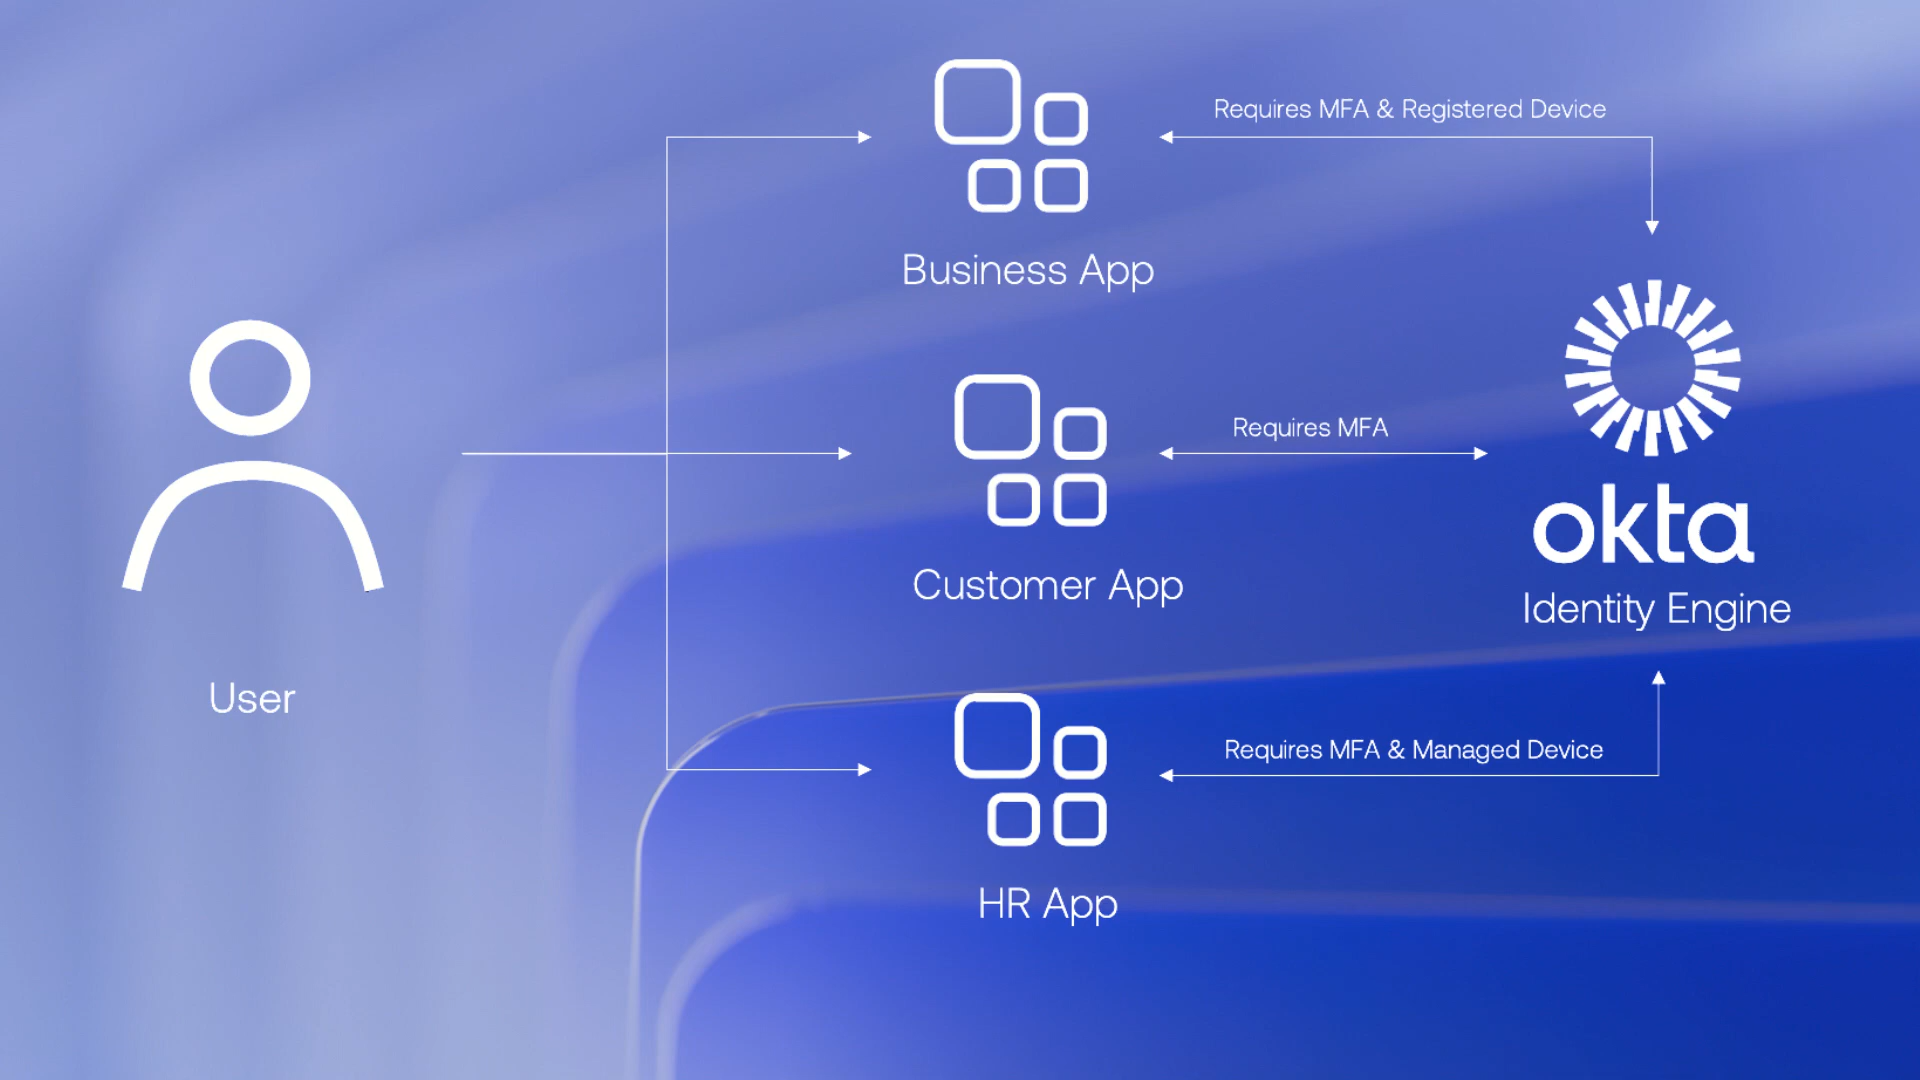 Requires MFA & Registered Device
Business App
Requires MFA
Customer App
okta
Identity Engine
User
Requires MFA & Managed Device
HR App